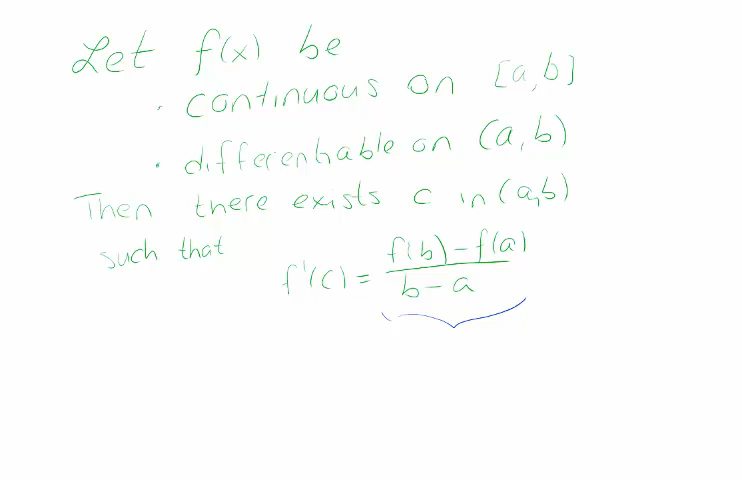 Let f(x) be
· continuous on [a,b]
· differentiable on (a,b)
Then there exists c in (a,b)
such that
f'(c) = f(b) - f(a) / b - a